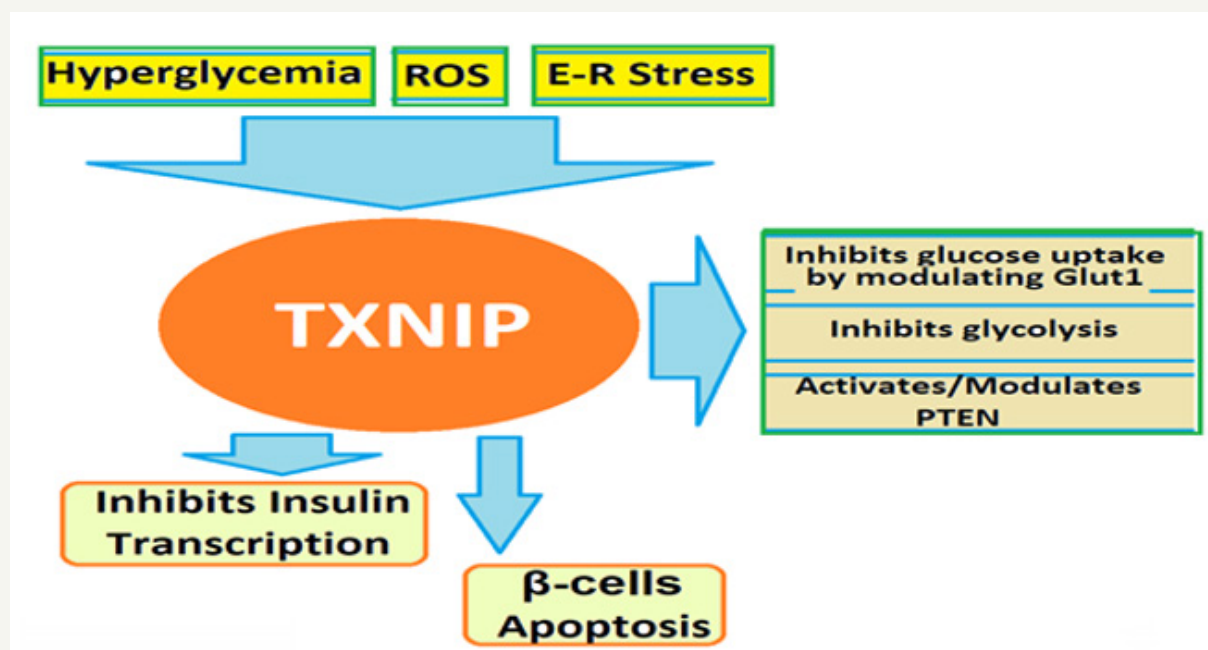 Hyperglycemia
ROS
E-R Stress
TXNIP
Inhibits glucose uptake
by modulating Glut1
Inhibits glycolysis
Activates/Modulates
PTEN
Inhibits Insulin
Transcription
β-cells
Apoptosis